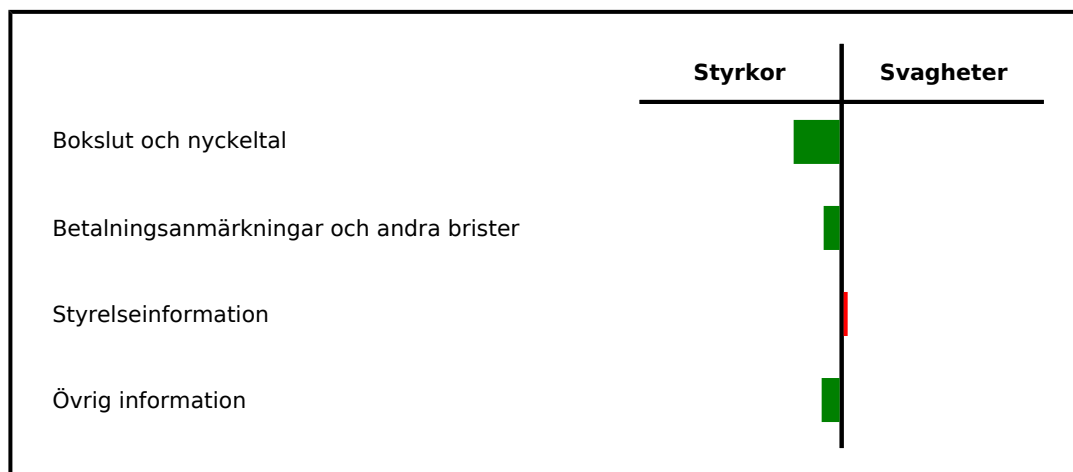 Styrkor Svagheter
Bokslut och nyckeltal
Betalningsanmärkningar och andra brister
Styrelseinformation
Övrig information